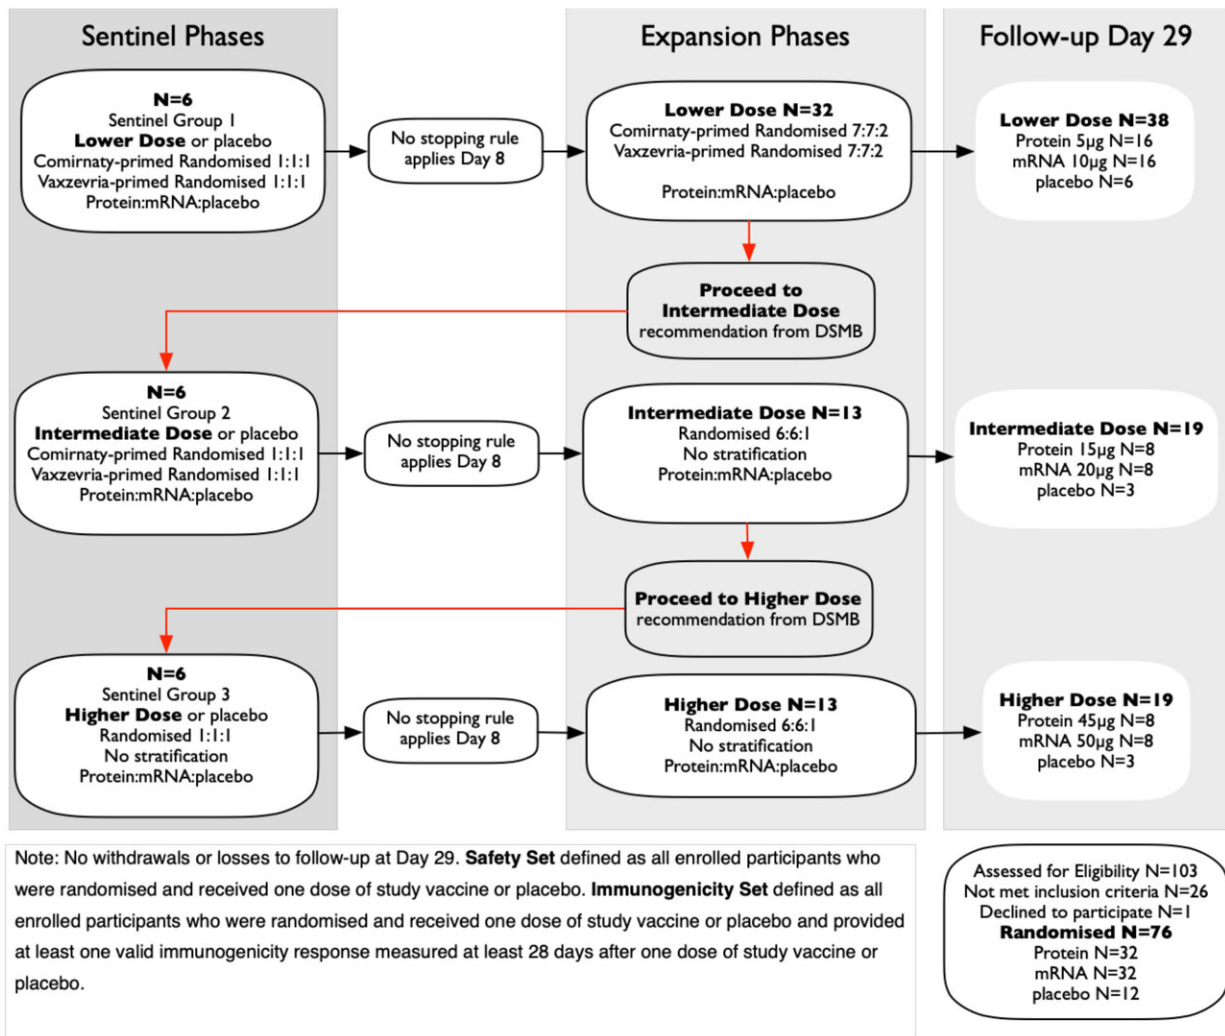 Sentinel Phases
Expansion Phases
Follow-up Day 29
N=6
Sentinel Group 1
Lower Dose or placebo
Comirnaty-primed Randomised 1:1:1
Vaxzevria-primed Randomised 1:1:1
Protein:mRNA:placebo
No stopping rule
applies Day 8
Lower Dose N=32
Comirnaty-primed Randomised 7:7:2
Vaxzevria-primed Randomised 7:7:2
Protein:mRNA:placebo
Lower Dose N=38
Protein 5µg N=16
mRNA 10µg N=16
placebo N=6
Proceed to
Intermediate Dose
recommendation from DSMB
N=6
Sentinel Group 2
Intermediate Dose or placebo
Comirnaty-primed Randomised 1:1:1
Vaxzevria-primed Randomised 1:1:1
Protein:mRNA:placebo
No stopping rule
applies Day 8
Intermediate Dose N=13
Randomised 6:6:1
No stratification
Protein:mRNA:placebo
Intermediate Dose N=19
Protein 15µg N=8
mRNA 20µg N=8
placebo N=3
Proceed to Higher Dose
recommendation from DSMB
N=6
Sentinel Group 3
Higher Dose or placebo
Randomised 1:1:1
No stratification
Protein:mRNA:placebo
No stopping rule
applies Day 8
Higher Dose N=13
Randomised 6:6:1
No stratification
Protein:mRNA:placebo
Higher Dose N=19
Protein 45µg N=8
mRNA 50µg N=8
placebo N=3
Note: No withdrawals or losses to follow-up at Day 29. Safety Set defined as all enrolled participants who
were randomised and received one dose of study vaccine or placebo. Immunogenicity Set defined as all
enrolled participants who were randomised and received one dose of study vaccine or placebo and provided
at least one valid immunogenicity response measured at least 28 days after one dose of study vaccine or
placebo.
Assessed for Eligibility N=103
Not met inclusion criteria N=26
Declined to participate N=1
Randomised N=76
Protein N=32
mRNA N=32
placebo N=12